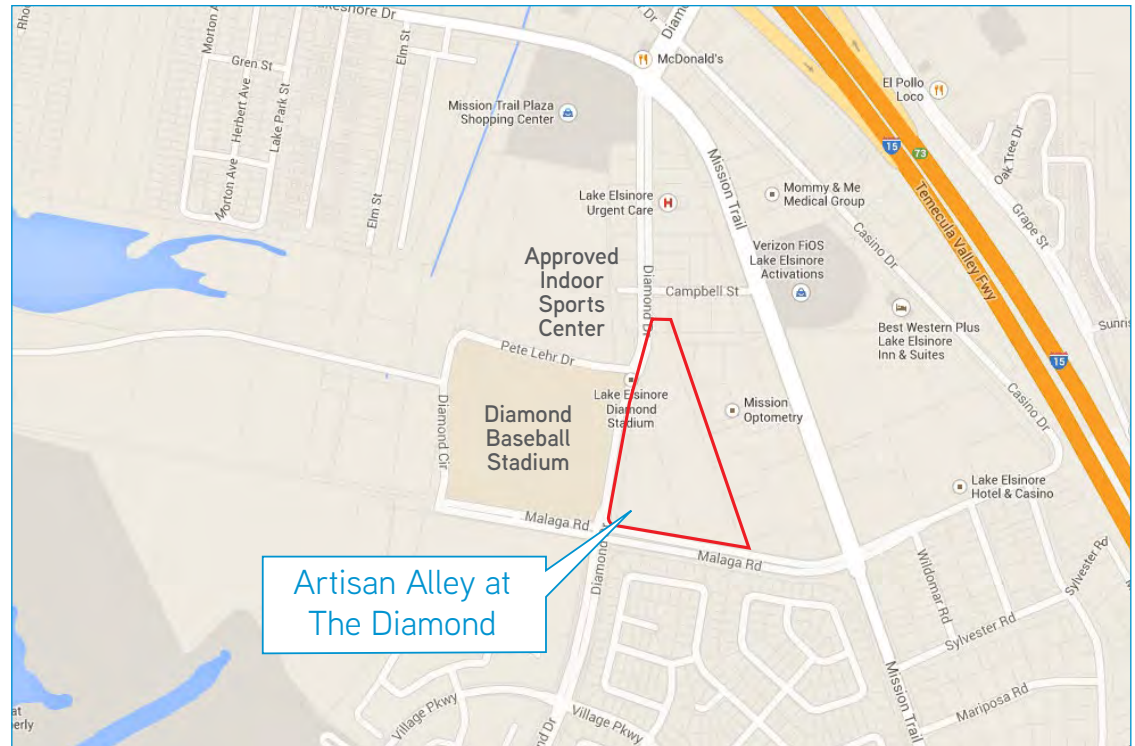 Lakeshore Dr
Diamond Dr
Morton Ave
Elm St
Gren St
Herbert Ave
Lake Park St
Morton Ave
Elm St
McDonald's
Mission Trail Plaza
Shopping Center
El Pollo
Loco
15
73
Oak Tree Dr
Grape St
Mission Trail
Lake Elsinore
Urgent Care
H
Mommy & Me
Medical Group
Casino Dr
Temecula Valley Fwy
Verizon FiOS
Lake Elsinore
Activations
Approved
Indoor
Sports
Center
Diamond Dr
Campbell St
Best Western Plus
Lake Elsinore
Inn & Suites
15
Pete Lehr Dr
Lake Elsinore
Diamond
Stadium
Mission
Optometry
Casino Dr
Diamond Cir
Diamond
Baseball
Stadium
Lake Elsinore
Hotel & Casino
Malaga Rd
Malaga Rd
Artisan Alley at
The Diamond
Diamond
Wildomar Rd
Sylvester Rd
Sylvester Rd
Mission Trail
Mariposa Rd
Village Pkwy
Village Pkwy